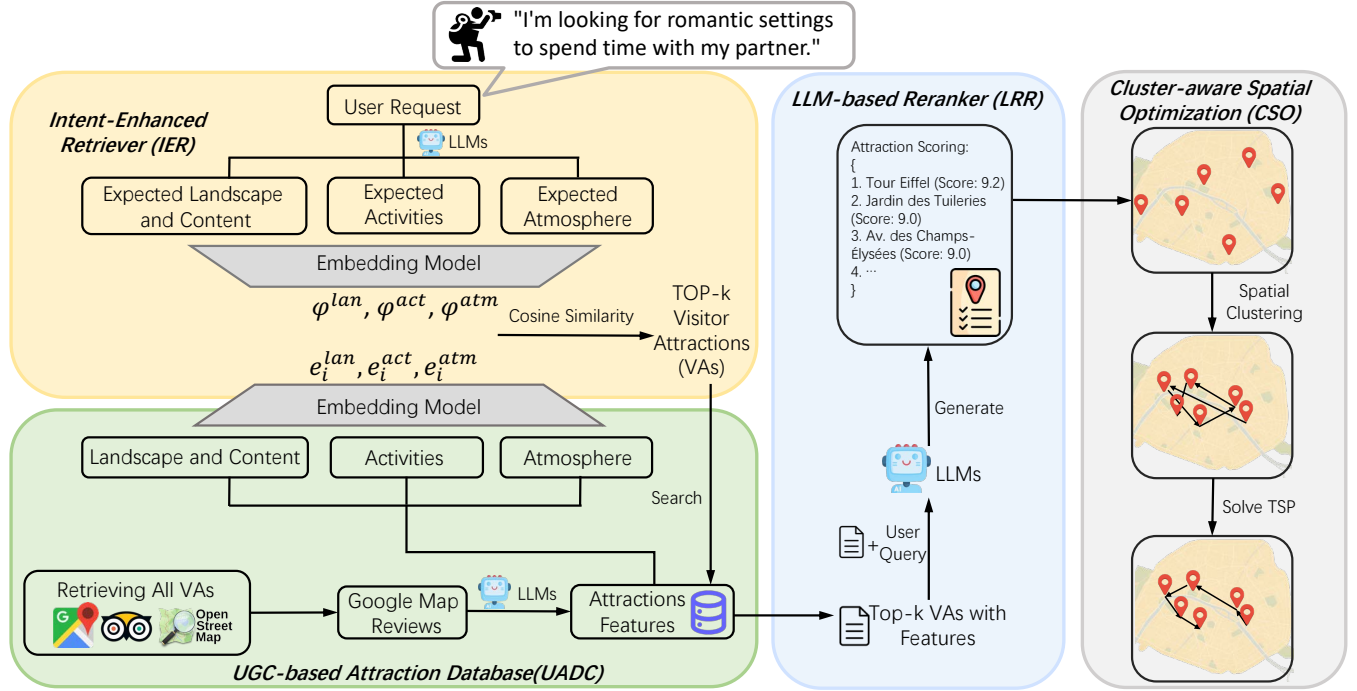 "I'm looking for romantic settings
to spend time with my partner."
Intent-Enhanced
Retriever (IER)
User Request
LLMs
Expected Landscape
and Content
Expected
Activities
Expected
Atmosphere
Embedding Model
φ^lan, φ^act, φ^atm
Cosine Similarity
TOP-k
Visitor
Attractions
(VAs)
e_i^lan, e_i^act, e_i^atm
Embedding Model
Landscape and Content
Activities
Atmosphere
Search
Retrieving All VAs
G
Open
Street
Map
Google Map
Reviews
LLMs
Attractions
Features
UGC-based Attraction Database(UADC)
LLM-based Reranker (LRR)
Attraction Scoring:
{
1. Tour Eiffel (Score: 9.2)
2. Jardin des Tuileries
(Score: 9.0)
3. Av. des Champs-
Élysées (Score: 9.0)
4. ...
}
Generate
AI
LLMs
+
User
Query
Top-k VAs with
Features
Cluster-aware Spatial
Optimization (CSO)
Spatial
Clustering
Solve TSP